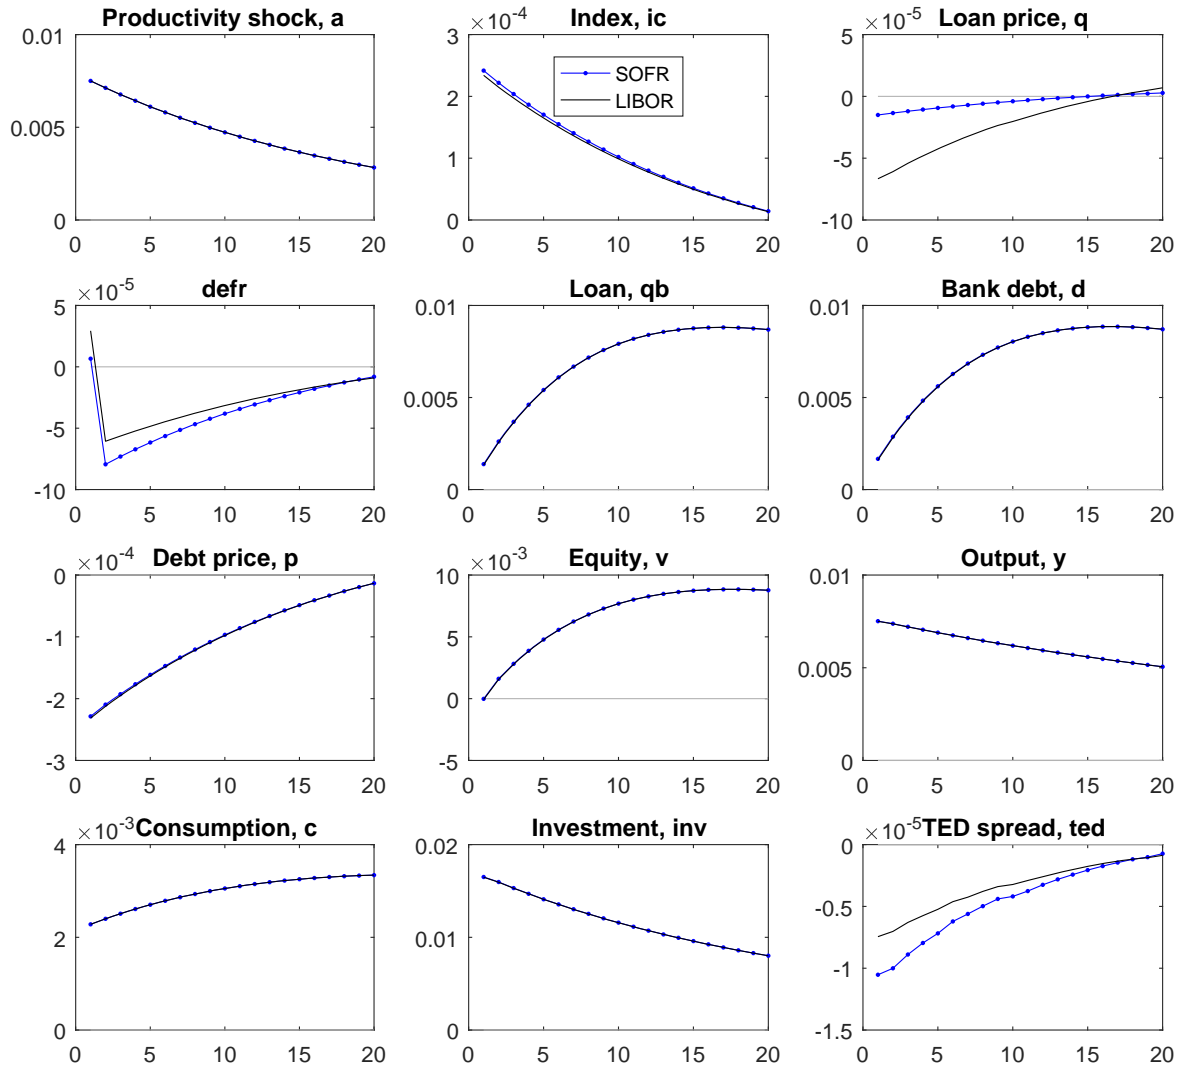 Productivity shock, a
0.01
0.005
0
0 5 10 15 20
Index, ic
×10^-4
3
2
1
0
0 5 10 15 20
SOFR
LIBOR
Loan price, q
×10^-5
5
0
-5
-10
0 5 10 15 20
defr
×10^-5
5
0
-5
-10
0 5 10 15 20
Loan, qb
0.01
0.005
0
0 5 10 15 20
Bank debt, d
0.01
0.005
0
0 5 10 15 20
Debt price, p
×10^-4
0
-1
-2
-3
0 5 10 15 20
Equity, v
×10^-3
10
5
0
-5
0 5 10 15 20
Output, y
0.01
0.005
0
0 5 10 15 20
Consumption, c
×10^-3
4
2
0
0 5 10 15 20
Investment, inv
0.02
0.01
0
0 5 10 15 20
TED spread, ted
×10^-5
0
-0.5
-1
-1.5
0 5 10 15 20